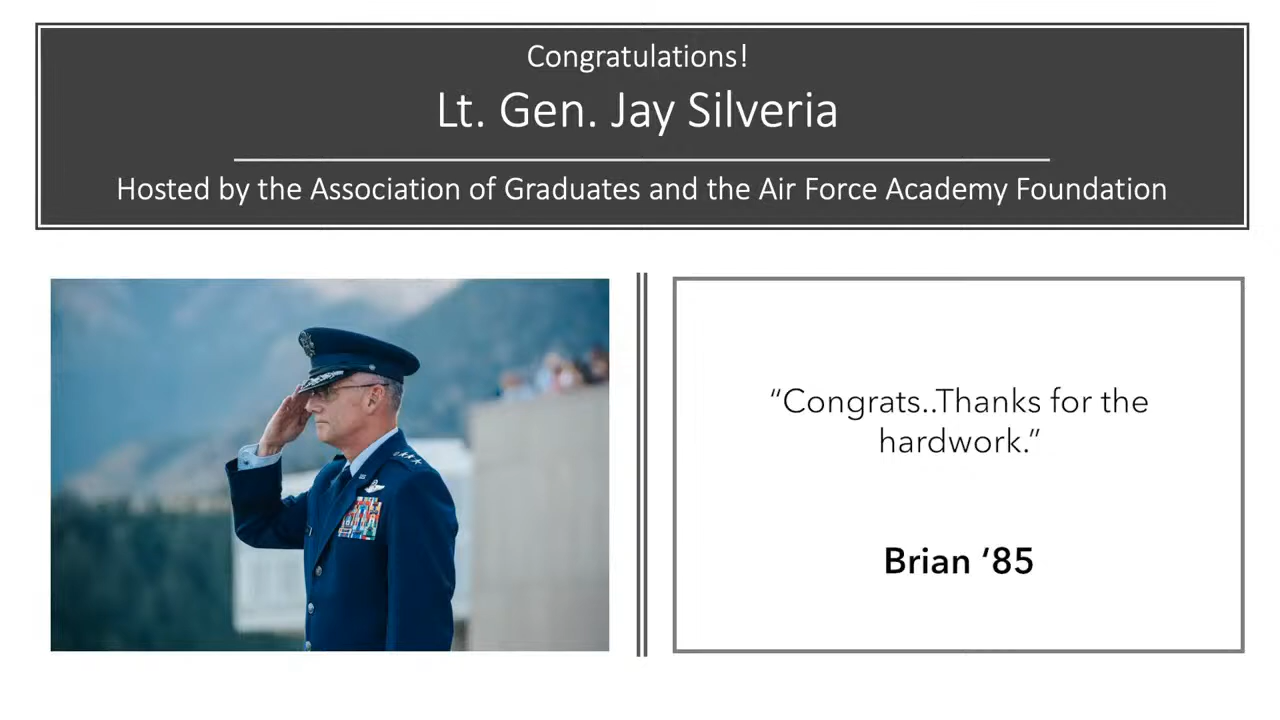 Congratulations!
Lt. Gen. Jay Silveria
Hosted by the Association of Graduates and the Air Force Academy Foundation
“Congrats..Thanks for the
hardwork.”
Brian ‘85